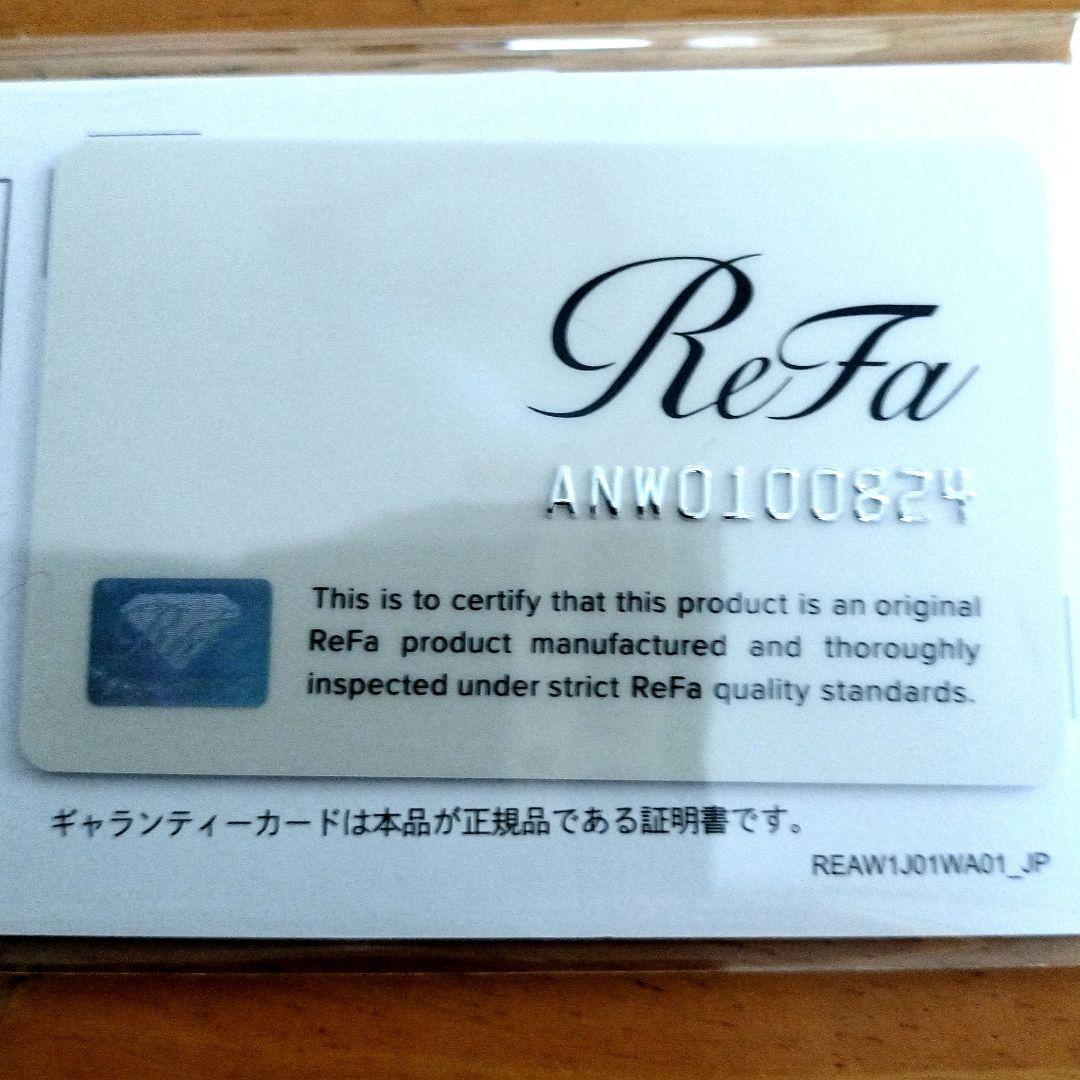 ReFa
ANW0100824
This is to certify that this product is an original
ReFa product manufactured and thoroughly
inspected under strict ReFa quality standards.
ギャランティーカードは本品が正規品である証明書です。
REAW1J01WA01_JP